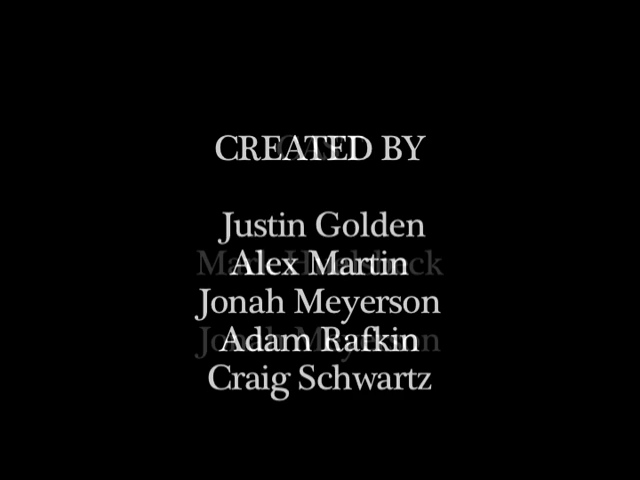 CREATED BY
Justin Golden
Alex Martin
Jonah Meyerson
Adam Rafkin
Craig Schwartz